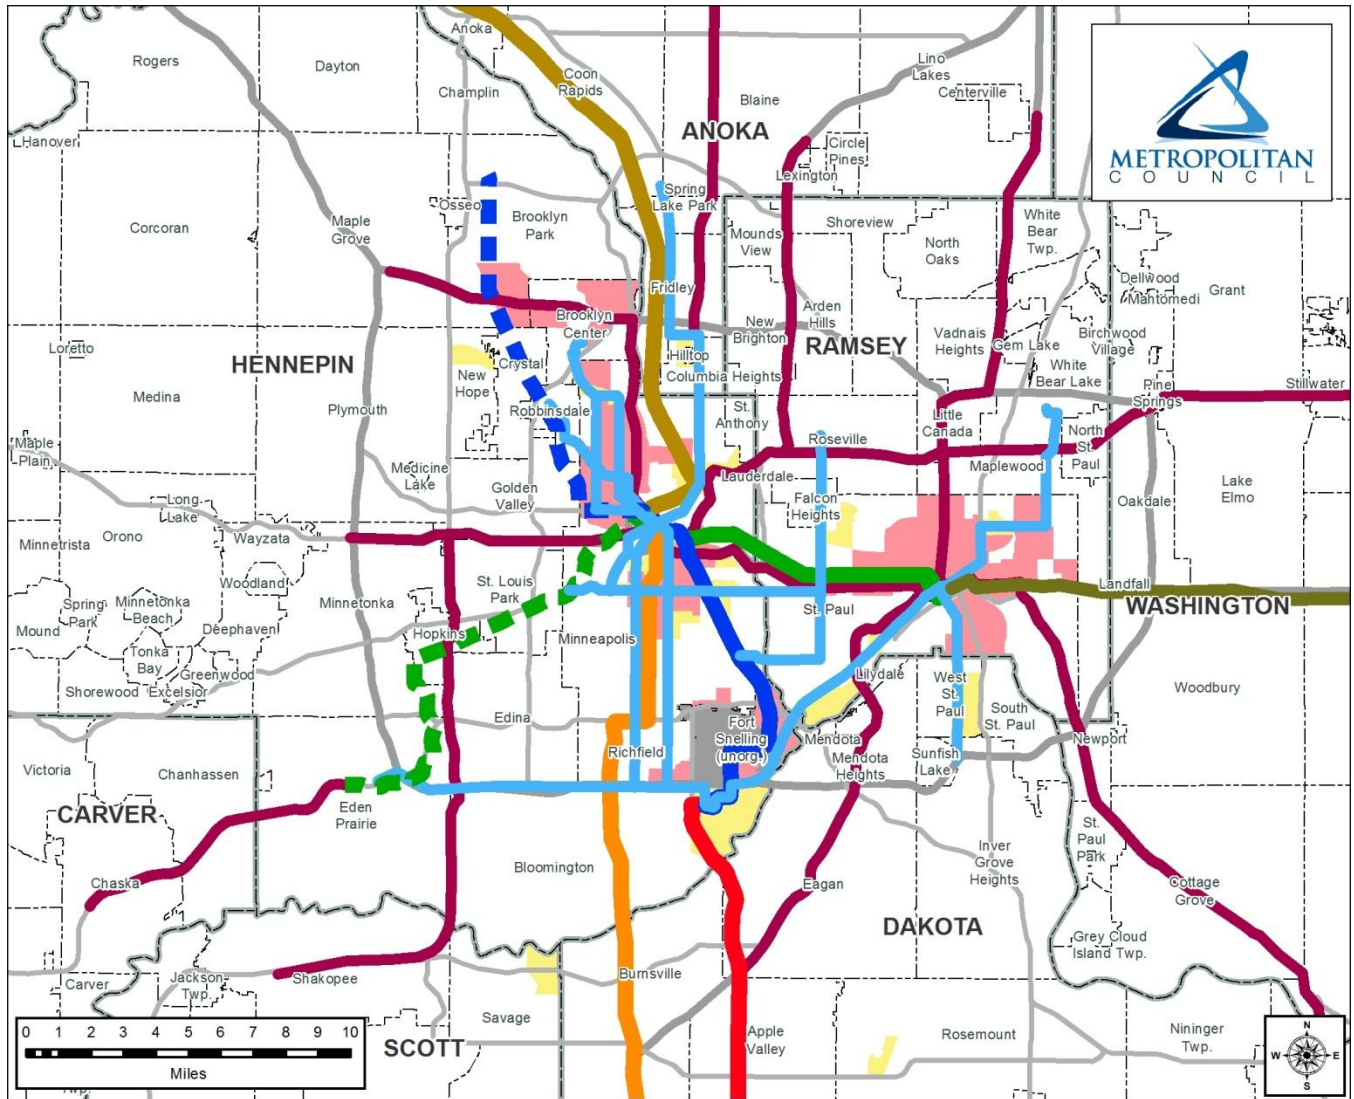 Anoka
Rogers
Dayton
Coon
Rapids
Lino
Lakes
Champlin
Centerville
Blaine
ANOKA
METROPOLITAN
COUNCIL
Hanover
Circle
Pines
Lexington
Osseo
Spring
Lake Park
Corcoran
Maple
Grove
Brooklyn
Park
Mounds
View
Shoreview
White
Bear
Twp.
North
Oaks
Dellwood
Mahtomedi
Grant
Fridley
Brooklyn
Center
New
Brighton
Arden
Hills
RAMSEY
Vadnais
Heights
Gem Lake
Birchwood
Village
Loretto
HENNEPIN
Crystal
Hilltop
Columbia Heights
White
Bear Lake
New
Hope
Medina
Plymouth
Robbinsdale
St.
Anthony
Little
Canada
Pine
Springs
Stillwater
Maple
Plain
Medicine
Lake
Golden
Valley
Roseville
Lauderdale
Maplewood
North
St.
Paul
Long
Lake
Falcon
Heights
Oakdale
Lake
Elmo
Minnetrista
Orono
Wayzata
Woodland
St. Louis
Park
Landfall
WASHINGTON
Spring
Park
Minnetonka
Beach
Minnetonka
St. Paul
Mound
Tonka
Bay
Deephaven
Hopkins
Minneapolis
Greenwood
Shorewood
Excelsior
Lilydale
West
St.
Paul
Woodbury
Edina
Fort
Snelling
(unorg.)
South
St. Paul
Mendota
Newport
Richfield
Mendota
Heights
Sunfish
Lake
Victoria
Chanhassen
CARVER
Eden
Prairie
St.
Paul
Park
Inver
Grove
Heights
Bloomington
Chaska
Eagan
Cottage
Grove
DAKOTA
Grey Cloud
Island Twp.
Carver
Jackson
Twp.
Shakopee
Burnsville
Savage
Apple
Valley
Rosemount
Nininger
Twp.
SCOTT
0 1 2 3 4 5 6 7 8 9 10
Miles
Twp.
N
W E
S